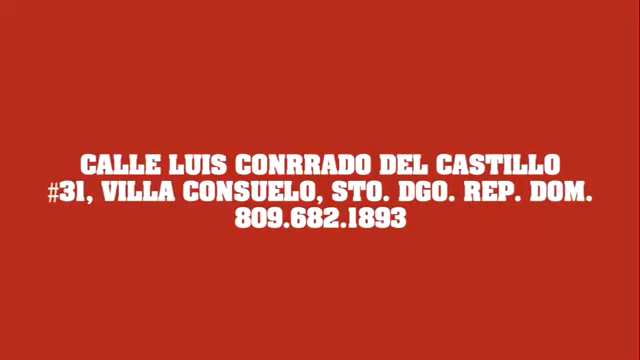 CALLE LUIS CONRRADO DEL CASTILLO
#31, VILLA CONSUELO, STO. DGO. REP. DOM.
809.682.1893